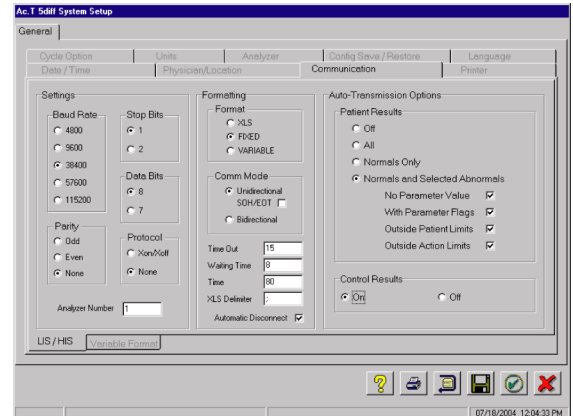 Ac.T 5diff System Setup
General
Cycle Option Units Analyzer Config Save / Restore Language
Date / Time Physician/Location Communication Printer
Settings
Baud Rate
4800
9600
38400
57600
115200
Stop Bits
1
2
Data Bits
8
7
Parity
Odd
Even
None
Protocol
Xon/Xoff
None
Analyzer Number 1
Formatting
Format
XLS
FIXED
VARIABLE
Comm Mode
Unidirectional
SOH/EOT
Bidirectional
Time Out 15
Waiting Time 8
Time 80
XLS Delimiter ;
Automatic Disconnect
Auto-Transmission Options
Patient Results
Off
All
Normals Only
Normals and Selected Abnormals
No Parameter Value
With Parameter Flags
Outside Patient Limits
Outside Action Limits
Control Results
On Off
LIS / HIS Variable Format
07/18/2004 12:04:33 PM